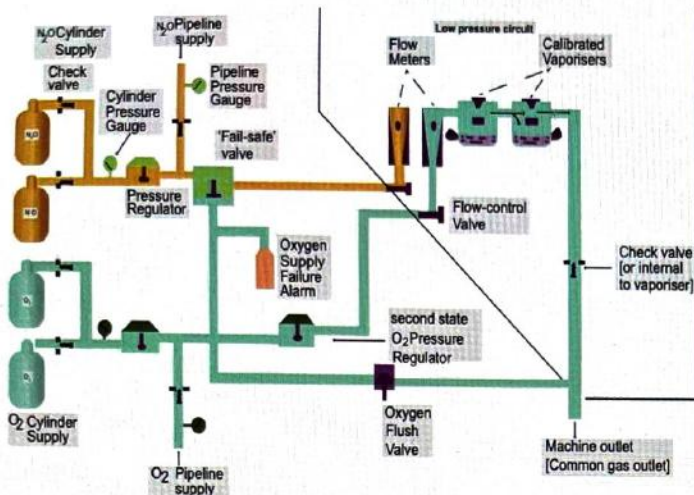 N₂O Cylinder
Supply
Check
valve
N₂O Pipeline
supply
Cylinder
Pressure
Gauge
Pipeline
Pressure
Gauge
'Fail-safe'
valve
Low pressure circuit
Flow
Meters
Calibrated
Vaporisers
N₂O
Pressure
Regulator
Flow-control
Valve
Oxygen
Supply
Failure
Alarm
Check valve
[or internal
to vaporiser]
O₂
O₂
second state
O₂ Pressure
Regulator
O₂ Cylinder
Supply
Oxygen
Flush
Valve
O₂ Pipeline
supply
Machine outlet
[Common gas outlet]